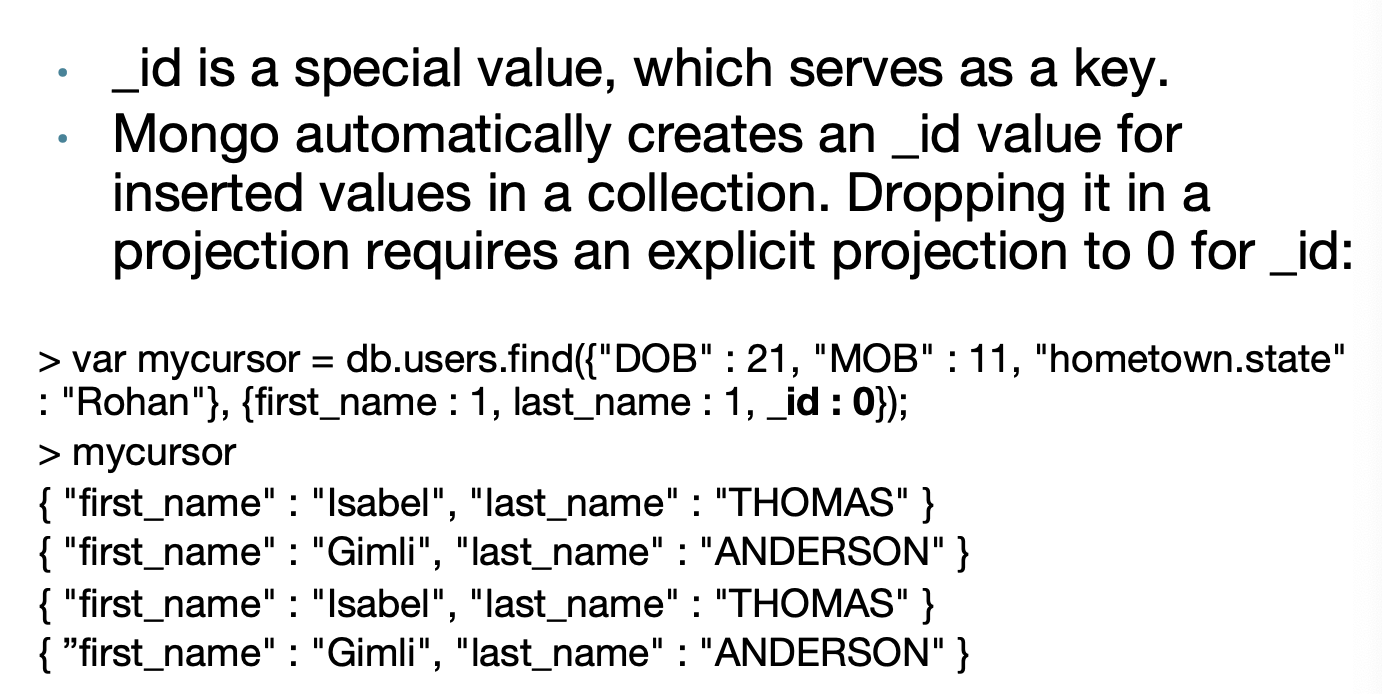 • _id is a special value, which serves as a key.
• Mongo automatically creates an _id value for
inserted values in a collection. Dropping it in a
projection requires an explicit projection to 0 for _id:
> var mycursor = db.users.find({"DOB" : 21, "MOB" : 11, "hometown.state"
: "Rohan"}, {first_name : 1, last_name : 1, _id : 0});
> mycursor
{ "first_name" : "Isabel", "last_name" : "THOMAS" }
{ "first_name" : "Gimli", "last_name" : "ANDERSON" }
{ "first_name" : "Isabel", "last_name" : "THOMAS" }
{ ”first_name" : "Gimli", "last_name" : "ANDERSON" }